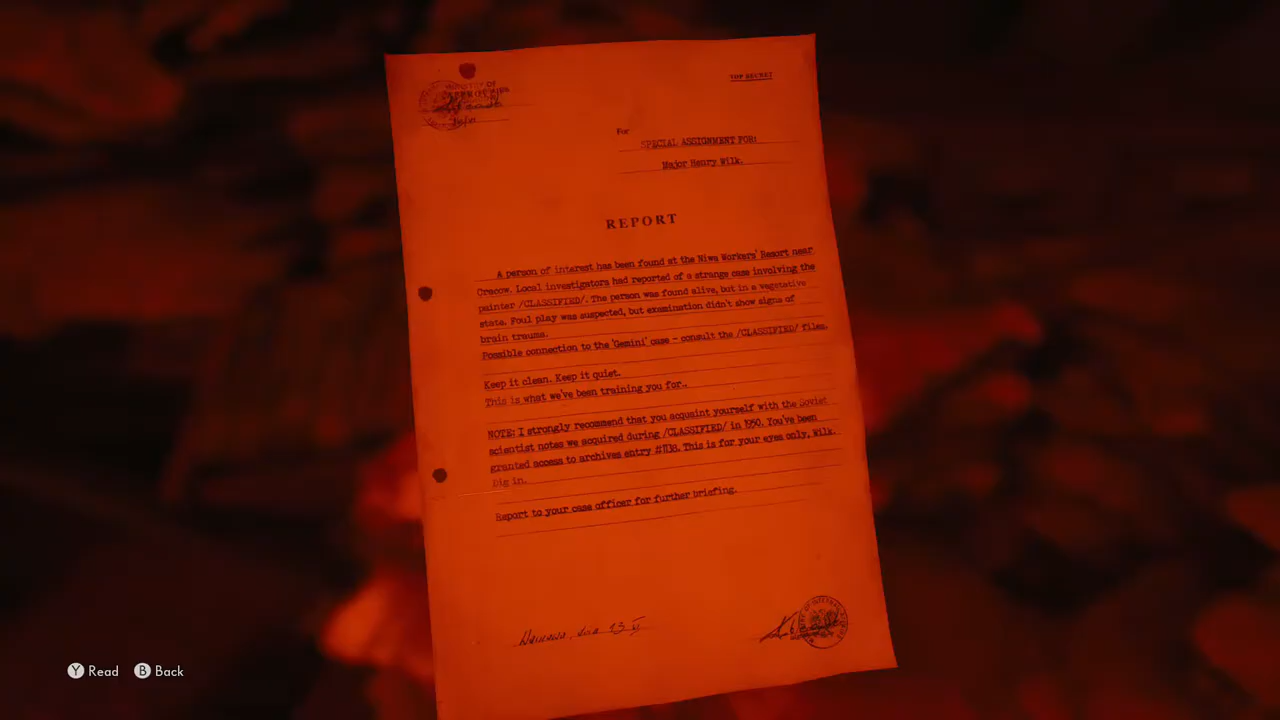 MINISTRY OF
TOP SECRET
For
SPECIAL ASSIGNMENT FOR:
Major Henry Wilk.
REPORT
A person of interest has been found at the Niwa Workers' Resort near
Cracow. Local investigators had reported of a strange case involving the
painter /CLASSIFIED/. The person was found alive, but in a vegetative
state. Foul play was suspected, but examination didn't show signs of
brain trauma.
Possible connection to the 'Gemini' case - consult the /CLASSIFIED/ files.
Keep it clean. Keep it quiet.
This is what we've been training you for..
NOTE: I strongly recommend that you acquaint yourself with the Soviet
scientist notes we acquired during /CLASSIFIED/ in 1950. You've been
granted access to archives entry #1138. This is for your eyes only, Wilk.
Dig in.
Report to your case officer for further briefing.
Y Read B Back